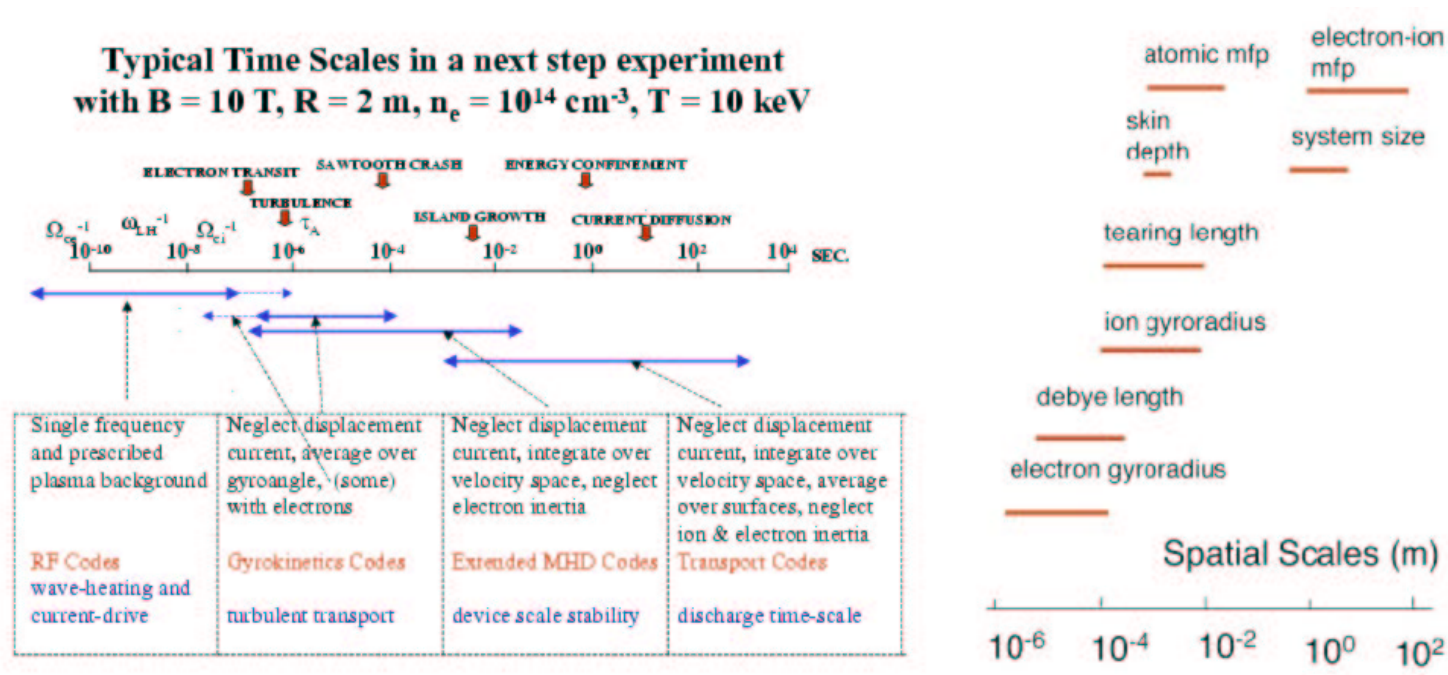 Typical Time Scales in a next step experiment
with B = 10 T, R = 2 m, nₑ = 10¹⁴ cm⁻³, T = 10 keV
ELECTRON TRANSIT
SAWTOOTH CRASH
ENERGY CONFINEMENT
TURBULENCE
ISLAND GROWTH
CURRENT DIFFUSION
Ω_ce⁻¹ ω_LH⁻¹ Ω_ci⁻¹ τ_A
10⁻¹⁰ 10⁻⁸ 10⁻⁶ 10⁻⁴ 10⁻² 10⁰ 10² 10⁴ SEC.
Single frequency
and prescribed
plasma background
RF Codes
wave-heating and
current-drive
Neglect displacement
current, average over
gyroangle, (some)
with electrons
Gyrokinetics Codes
turbulent transport
Neglect displacement
current, integrate over
velocity space, neglect
electron inertia
Extended MHD Codes
device scale stability
Neglect displacement
current, integrate over
velocity space, average
over surfaces, neglect
ion & electron inertia
Transport Codes
discharge time-scale
atomic mfp
electron-ion
mfp
skin
depth
system size
tearing length
ion gyroradius
debye length
electron gyroradius
Spatial Scales (m)
10⁻⁶ 10⁻⁴ 10⁻² 10⁰ 10²